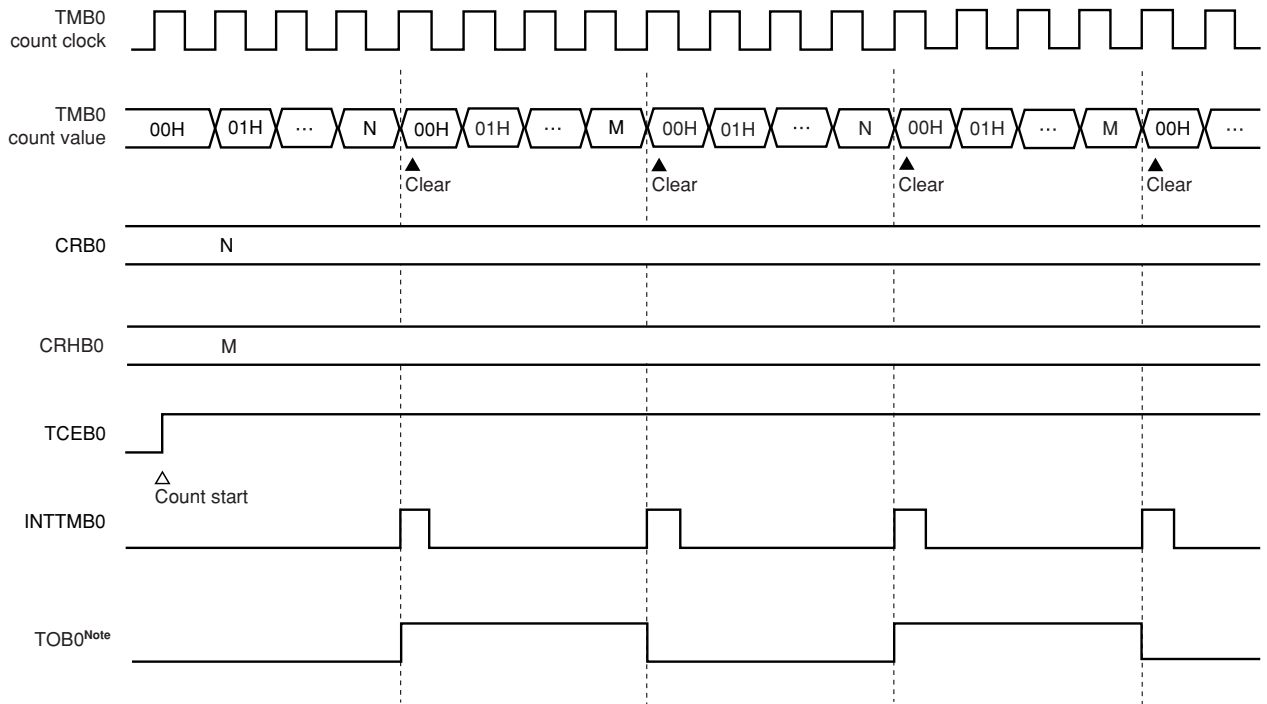 TMB0
count clock
TMB0
count value
00H 01H ... N 00H 01H ... M 00H 01H ... N 00H 01H ... M 00H ...
Clear Clear Clear Clear
CRB0 N
CRHB0 M
TCEB0
Count start
INTTMB0
TOB0Note